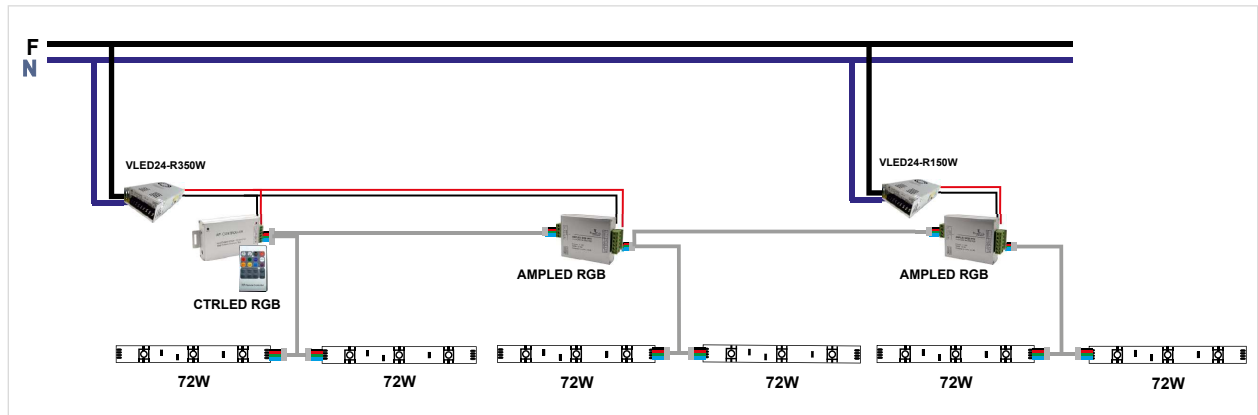 F
N
VLED24-R350W
VLED24-R150W
AMPLED RGB
AMPLED RGB
CTRLED RGB
72W
72W
72W
72W
72W
72W